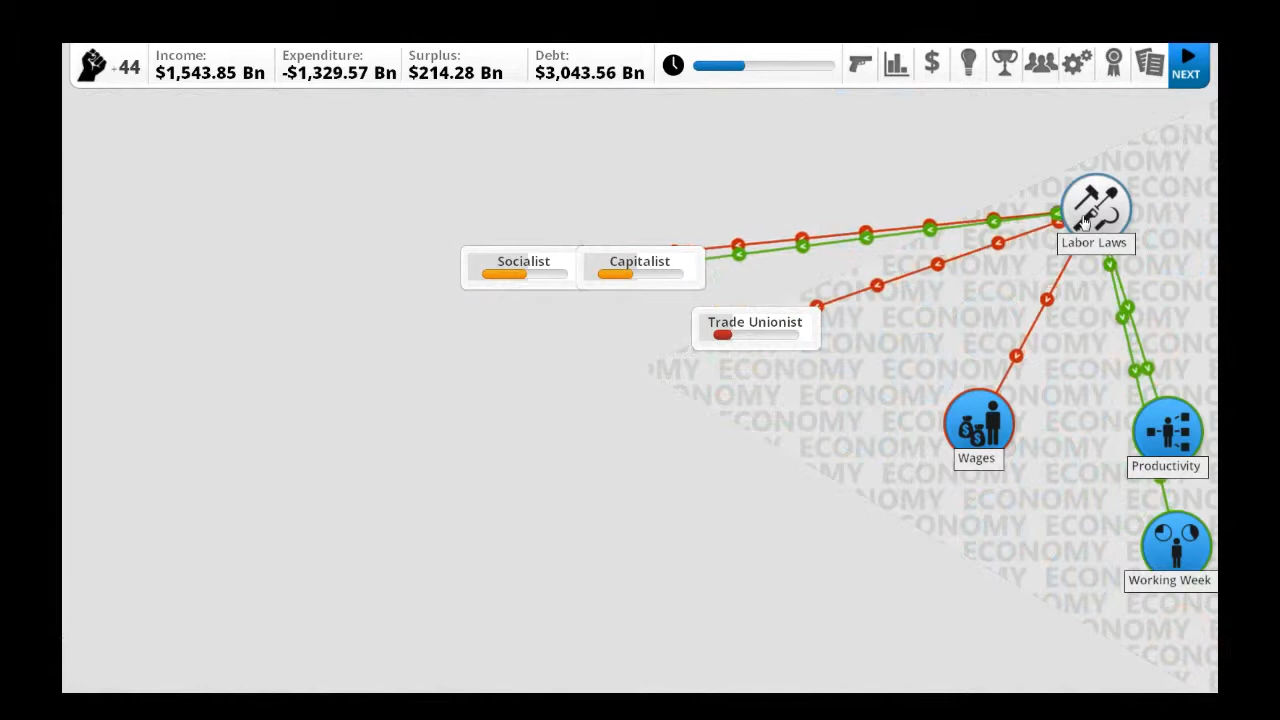 +44
Income:
$1,543.85 Bn
Expenditure:
-$1,329.57 Bn
Surplus:
$214.28 Bn
Debt:
$3,043.56 Bn
NEXT
Labor Laws
Socialist
Capitalist
Trade Unionist
Wages
Productivity
Working Week
ECONOMY ECONOMY ECONOMY